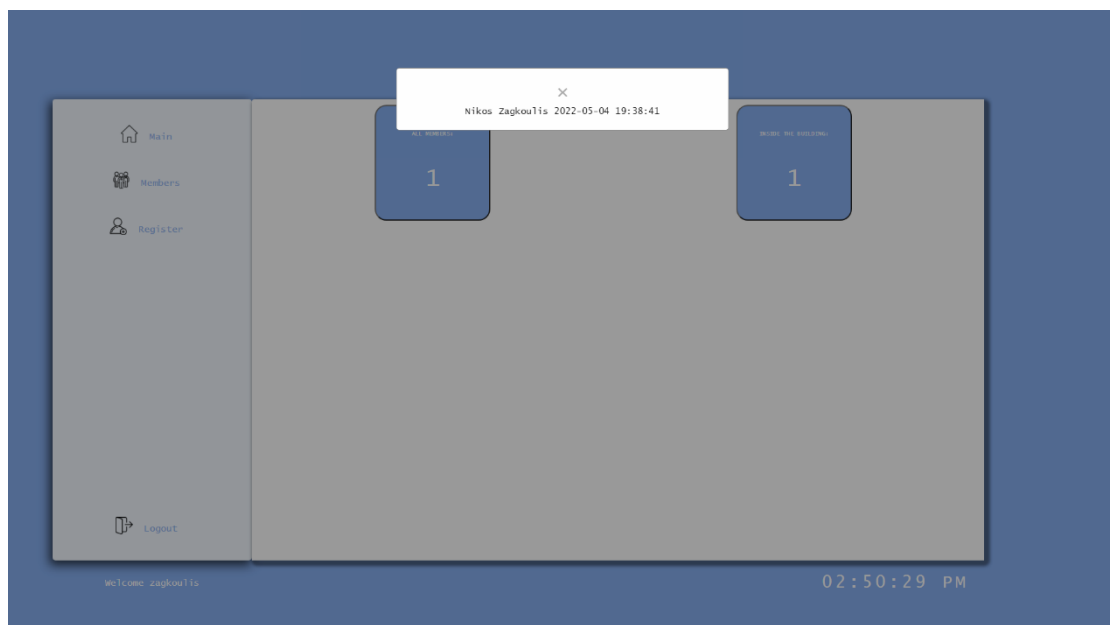 ×
Nikos Zagkoulis 2022-05-04 19:38:41
Main
Members
Register
ALL MEMBERS:
1
INSIDE THE BUILDING:
1
Logout
Welcome zagkoulis
02:50:29 PM